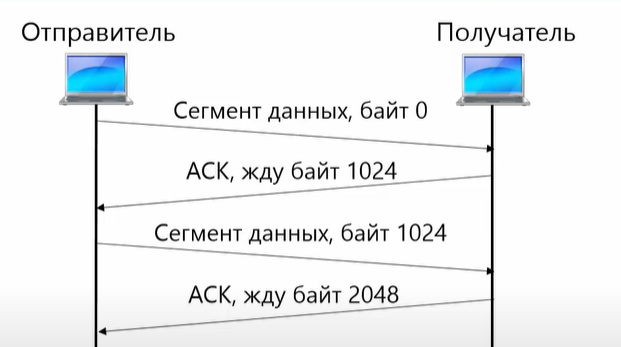 Отправитель
Получатель
Сегмент данных, байт 0
АСК, жду байт 1024
Сегмент данных, байт 1024
АСК, жду байт 2048